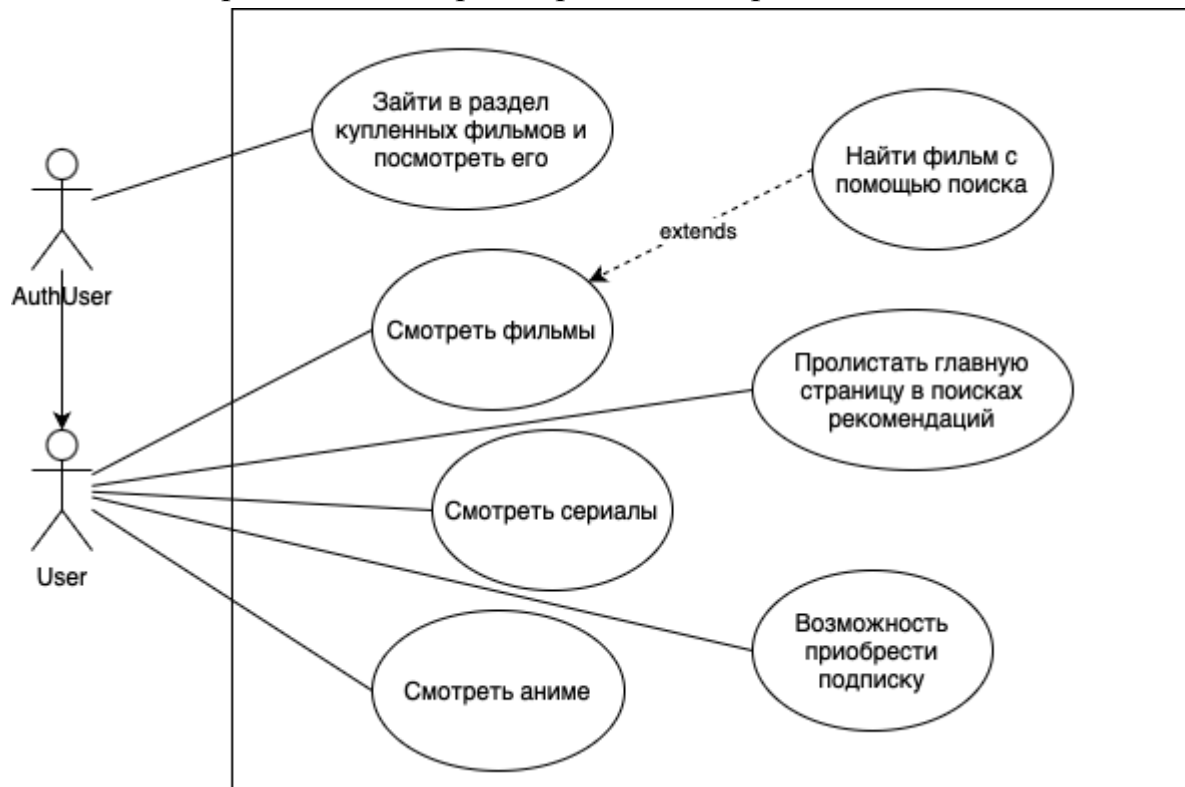 Зайти в раздел
купленных фильмов и
посмотреть его
Найти фильм с
помощью поиска
extends
AuthUser
Смотреть фильмы
Пролистать главную
страницу в поисках
рекомендаций
Смотреть сериалы
User
Возможность
приобрести
подписку
Смотреть аниме